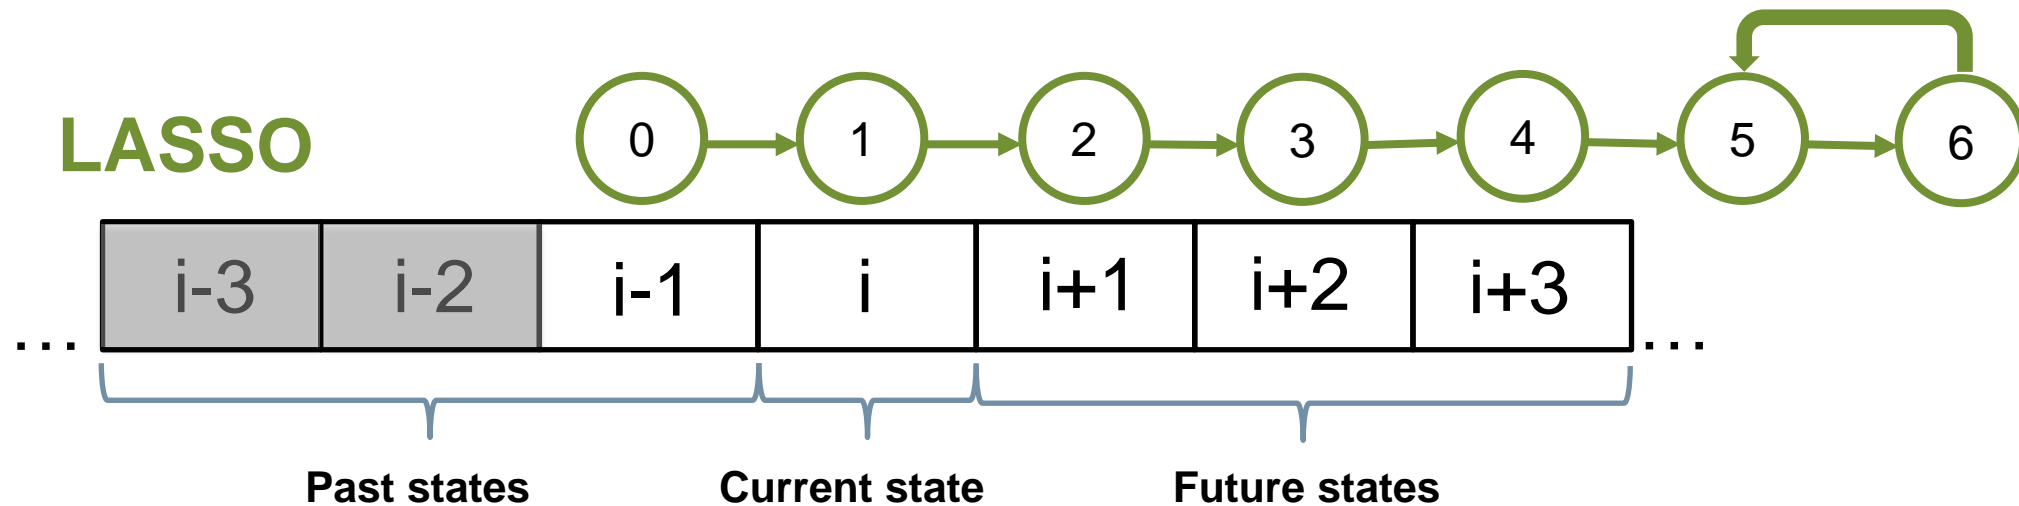 LASSO 0 1 2 3 4 5 6
... i-3 i-2 i-1 i i+1 i+2 i+3 ...
Past states Current state Future states